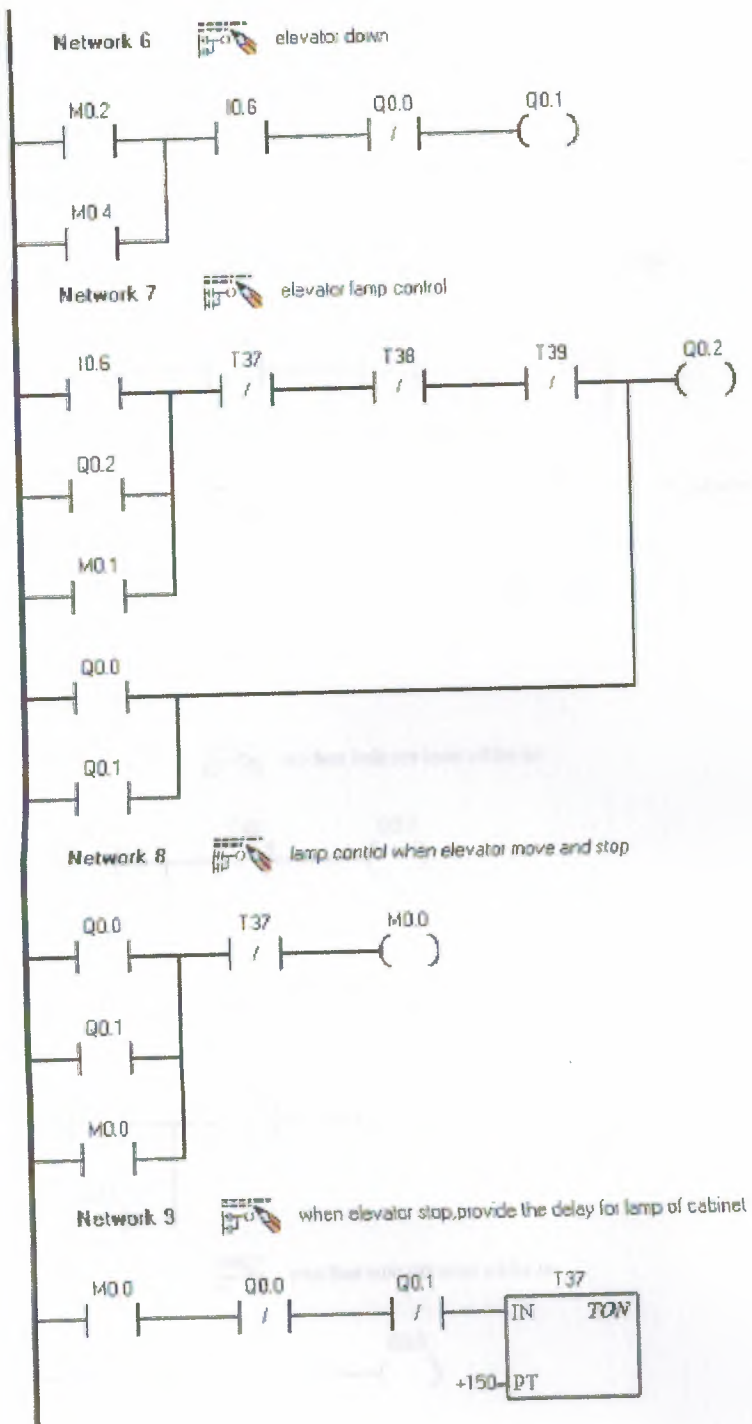 Network 6 elevator down
M0.2 I0.6 Q0.0 Q0.1
/ ( )
M0.4
Network 7 elevator lamp control
I0.6 T37 T38 T39 Q0.2
/ / / ( )
Q0.2
M0.1
Q0.0
Q0.1
Network 8 lamp control when elevator move and stop
Q0.0 T37 M0.0
/ ( )
Q0.1
M0.0
Network 9 when elevator stop,provide the delay for lamp of cabinet
M0.0 Q0.0 Q0.1 T37
/ / IN TON
+150 PT